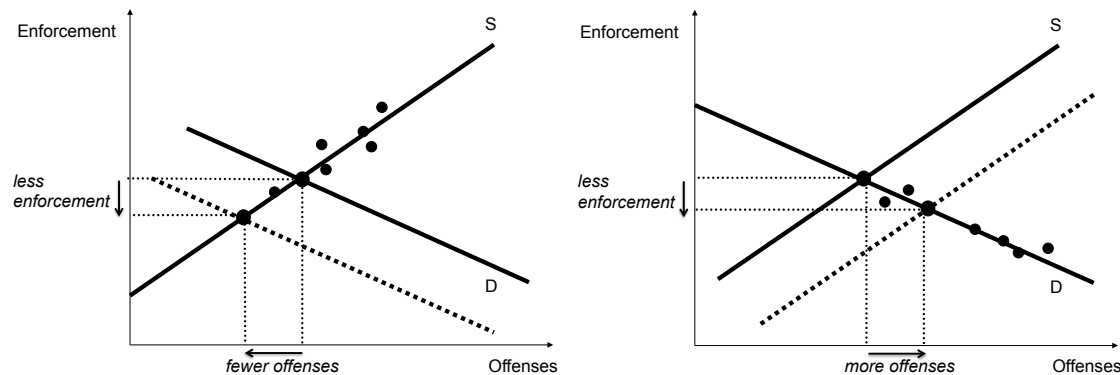 Enforcement
S
less
enforcement
D
fewer offenses
Offenses
Enforcement
S
less
enforcement
D
more offenses
Offenses